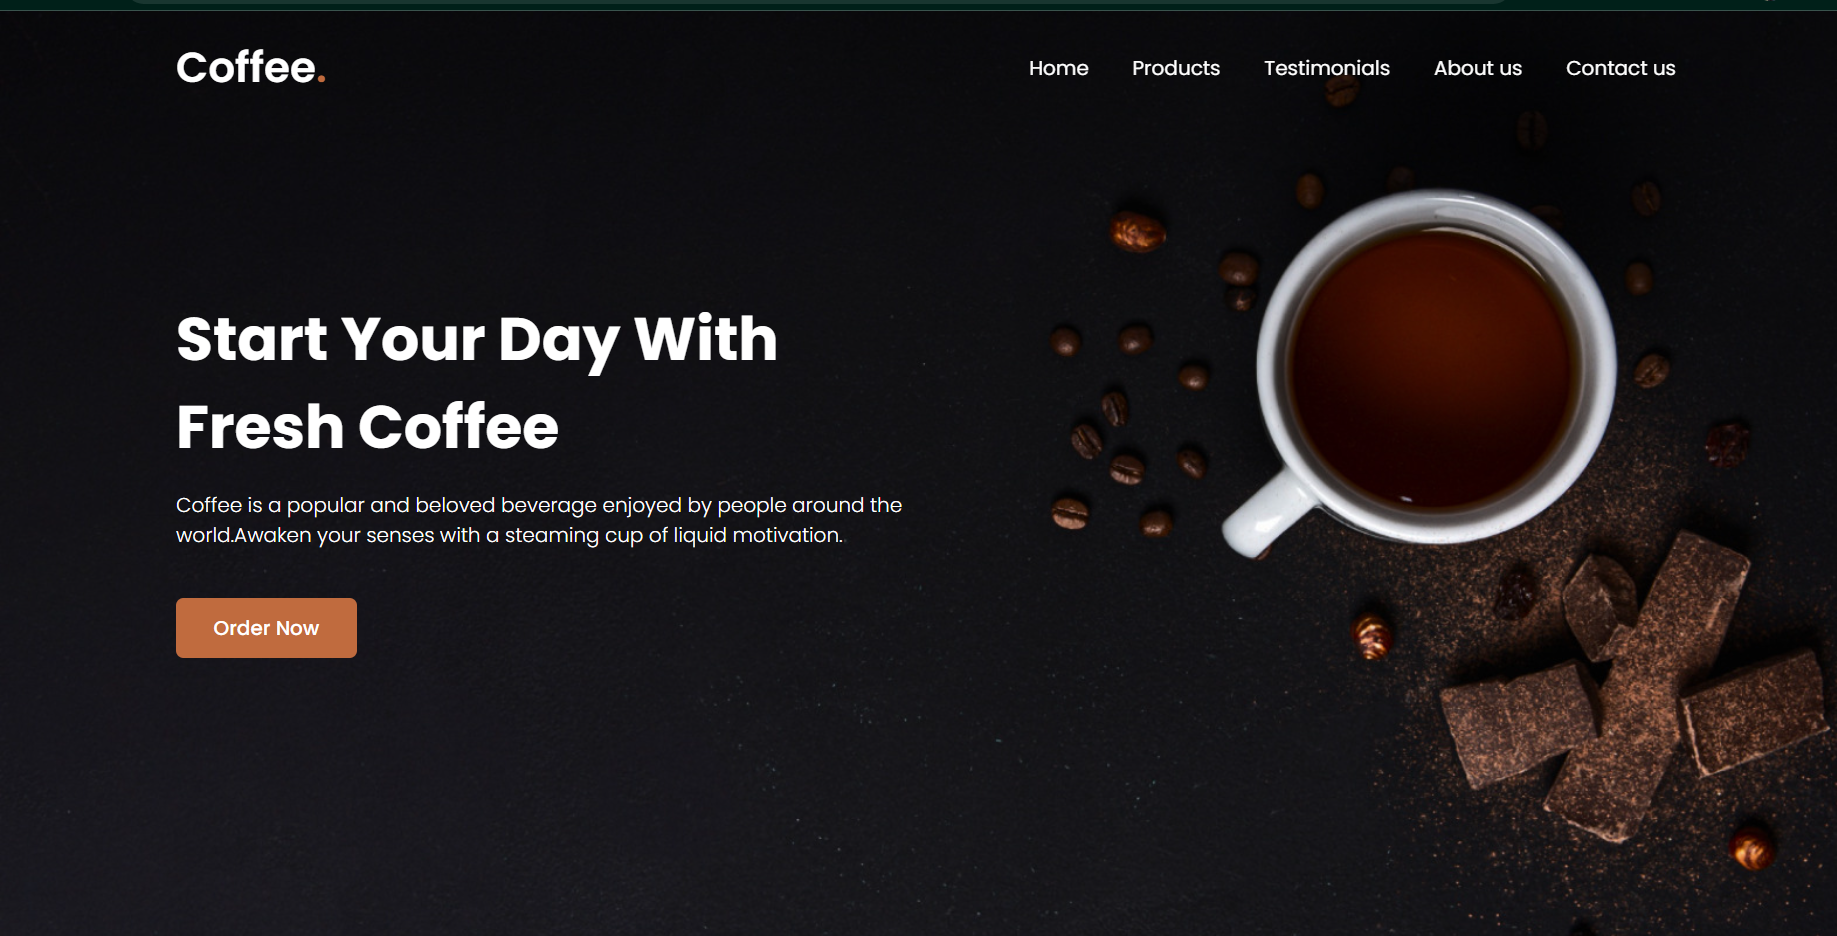 Coffee.
Home Products Testimonials About us Contact us
Start Your Day With
Fresh Coffee
Coffee is a popular and beloved beverage enjoyed by people around the
world.Awaken your senses with a steaming cup of liquid motivation.
Order Now